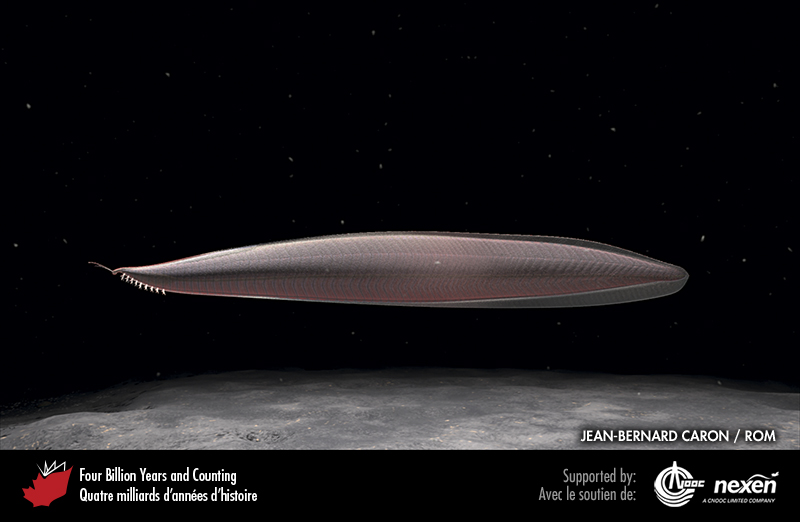 JEAN-BERNARD CARON / ROM
Four Billion Years and Counting
Quatre milliards d'années d'histoire
Supported by:
Avec le soutien de:
CNOOC
nexen
A CNOOC LIMITED COMPANY